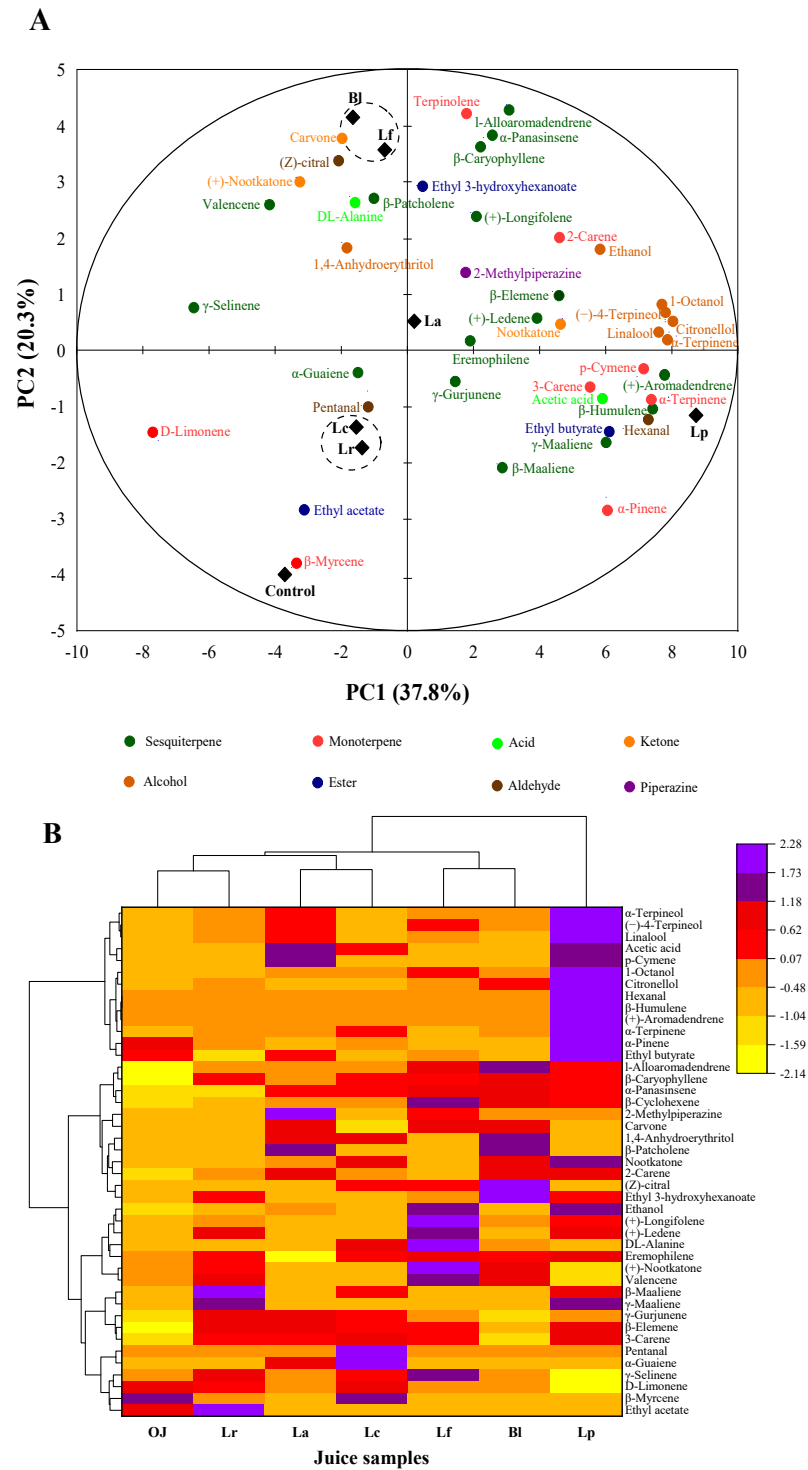 A
5
4
3
2
1
0
-1
-2
-3
-4
-5
PC2 (20.3%)
Bl
Terpinolene
l-Alloaromadendrene
Carvone
Lf
α-Panasinsene
(Z)-citral
β-Caryophyllene
(+)-Nootkatone
Ethyl 3-hydroxyhexanoate
Valencene
β-Patcholene
DL-Alanine
(+)-Longifolene
2-Carene
1,4-Anhydroerythritol
Ethanol
2-Methylpiperazine
γ-Selinene
β-Elemene
1-Octanol
La
(+)-Ledene
(−)-4-Terpineol
Citronellol
Nootkatone
Linalool
α-Terpinene
Eremophilene
α-Guaiene
p-Cymene
γ-Gurjunene
3-Carene
(+)-Aromadendrene
Pentanal
Acetic acid
α-Terpinene
Lc
β-Humulene
D-Limonene
Ethyl butyrate
Hexanal
Lp
Lr
γ-Maaliene
β-Maaliene
Ethyl acetate
α-Pinene
β-Myrcene
Control
-10 -8 -6 -4 -2 0 2 4 6 8 10
PC1 (37.8%)
Sesquiterpene Monoterpene Acid Ketone
Alcohol Ester Aldehyde Piperazine
B
2.28
1.73
1.18
0.62
0.07
-0.48
-1.04
-1.59
-2.14
α-Terpineol
(−)-4-Terpineol
Linalool
Acetic acid
p-Cymene
1-Octanol
Citronellol
Hexanal
β-Humulene
(+)-Aromadendrene
α-Terpinene
α-Pinene
Ethyl butyrate
l-Alloaromadendrene
β-Caryophyllene
α-Panasinsene
β-Cyclohexene
2-Methylpiperazine
Carvone
1,4-Anhydroerythritol
β-Patcholene
Nootkatone
2-Carene
(Z)-citral
Ethyl 3-hydroxyhexanoate
Ethanol
(+)-Longifolene
(+)-Ledene
DL-Alanine
Eremophilene
(+)-Nootkatone
Valencene
β-Maaliene
γ-Maaliene
γ-Gurjunene
β-Elemene
3-Carene
Pentanal
α-Guaiene
γ-Selinene
D-Limonene
β-Myrcene
Ethyl acetate
OJ Lr La Lc Lf Bl Lp
Juice samples